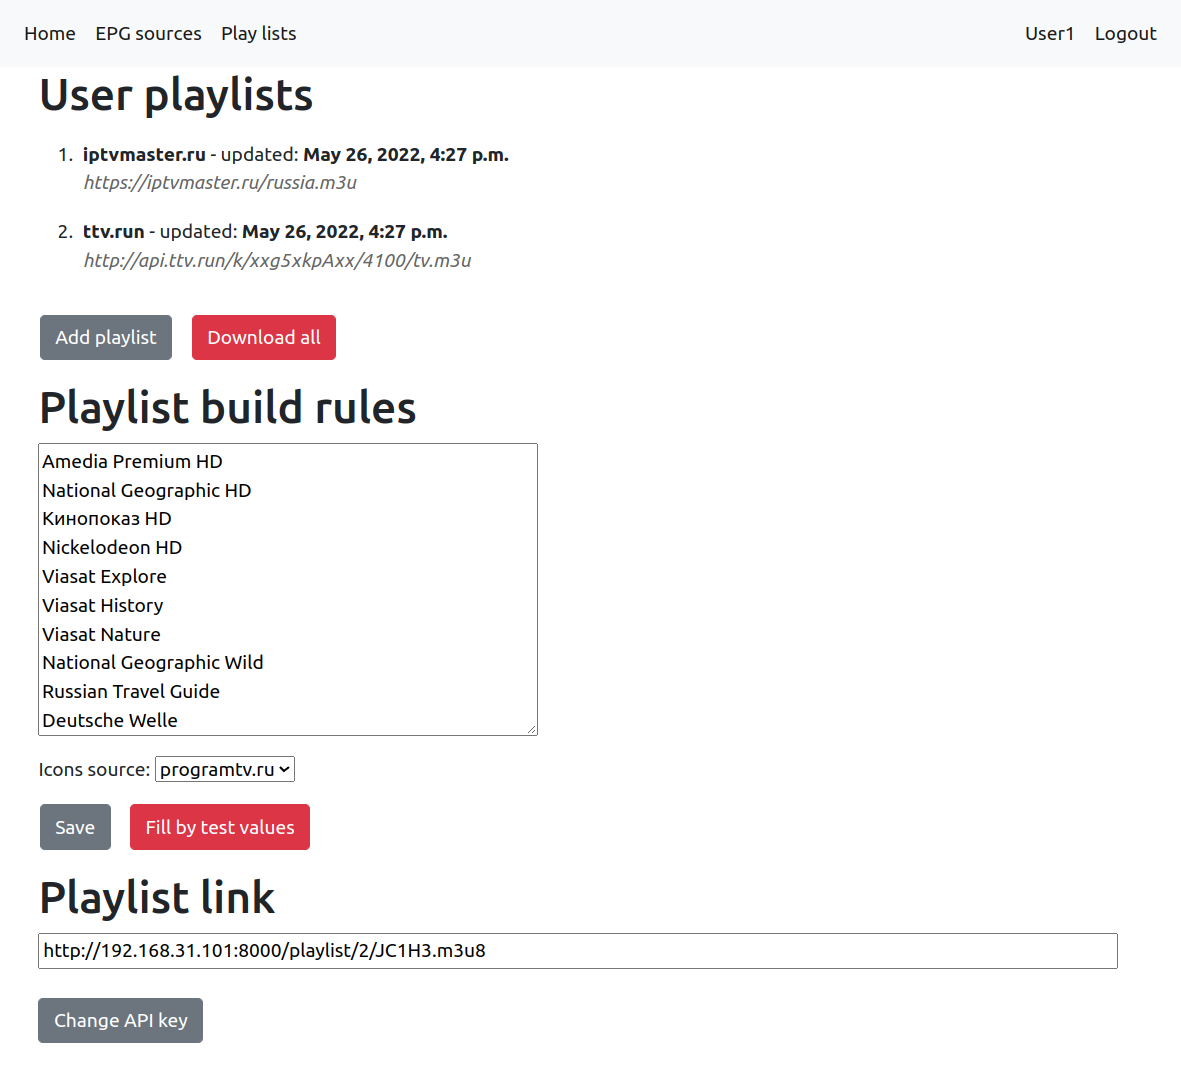 Home EPG sources Play lists User1 Logout
User playlists
1. iptvmaster.ru - updated: May 26, 2022, 4:27 p.m.
https://iptvmaster.ru/russia.m3u
2. ttv.run - updated: May 26, 2022, 4:27 p.m.
http://api.ttv.run/k/xxg5xkpAxx/4100/tv.m3u
Add playlist Download all
Playlist build rules
Amedia Premium HD
National Geographic HD
Кинопоказ HD
Nickelodeon HD
Viasat Explore
Viasat History
Viasat Nature
National Geographic Wild
Russian Travel Guide
Deutsche Welle
Icons source: programtv.ru
Save Fill by test values
Playlist link
http://192.168.31.101:8000/playlist/2/JC1H3.m3u8
Change API key